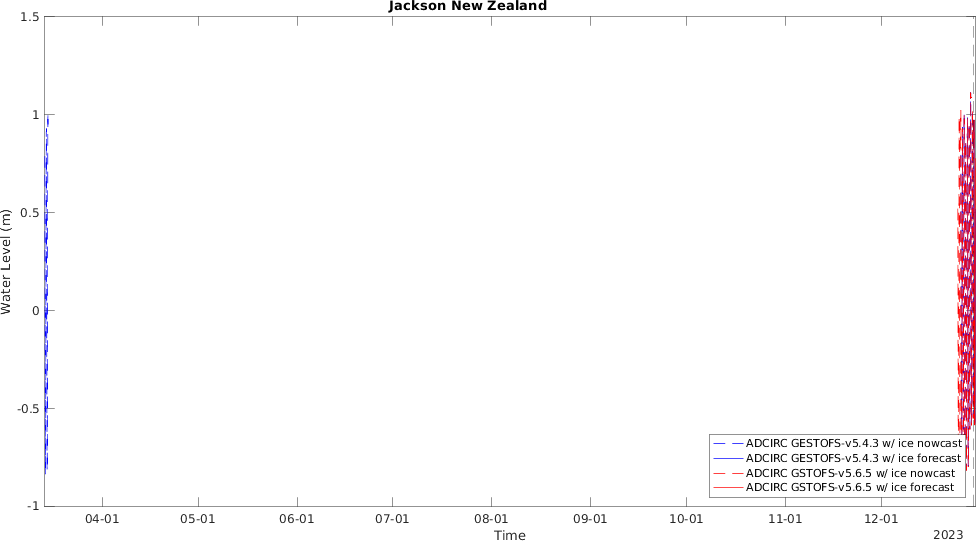 Jackson New Zealand
1.5
1
0.5
0
-0.5
-1
Water Level (m)
04-01 05-01 06-01 07-01 08-01 09-01 10-01 11-01 12-01
Time
2023
ADCIRC GESTOFS-v5.4.3 w/ ice nowcast
ADCIRC GESTOFS-v5.4.3 w/ ice forecast
ADCIRC GSTOFS-v5.6.5 w/ ice nowcast
ADCIRC GSTOFS-v5.6.5 w/ ice forecast